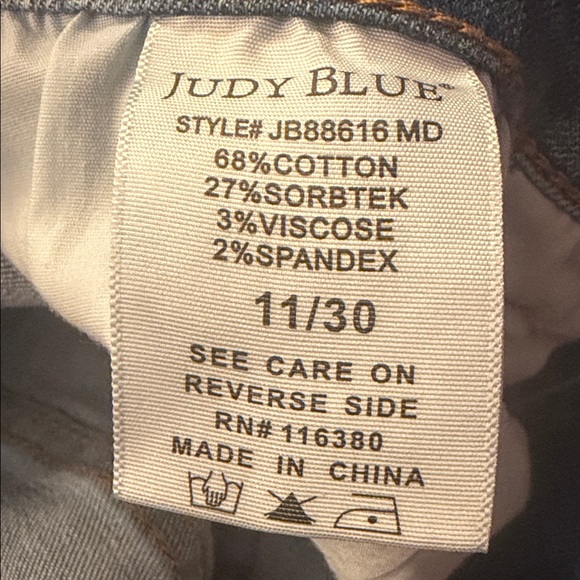 JUDY BLUE
STYLE# JB88616 MD
68%COTTON
27%SORBTEK
3%VISCOSE
2%SPANDEX
11/30
SEE CARE ON
REVERSE SIDE
RN# 116380
MADE IN CHINA